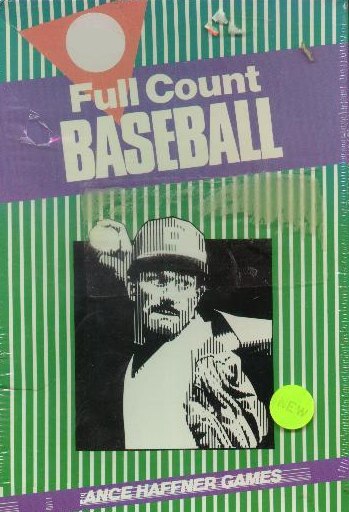 Full Count
BASEBALL
NEW
ANCE HAFFNER GAMES